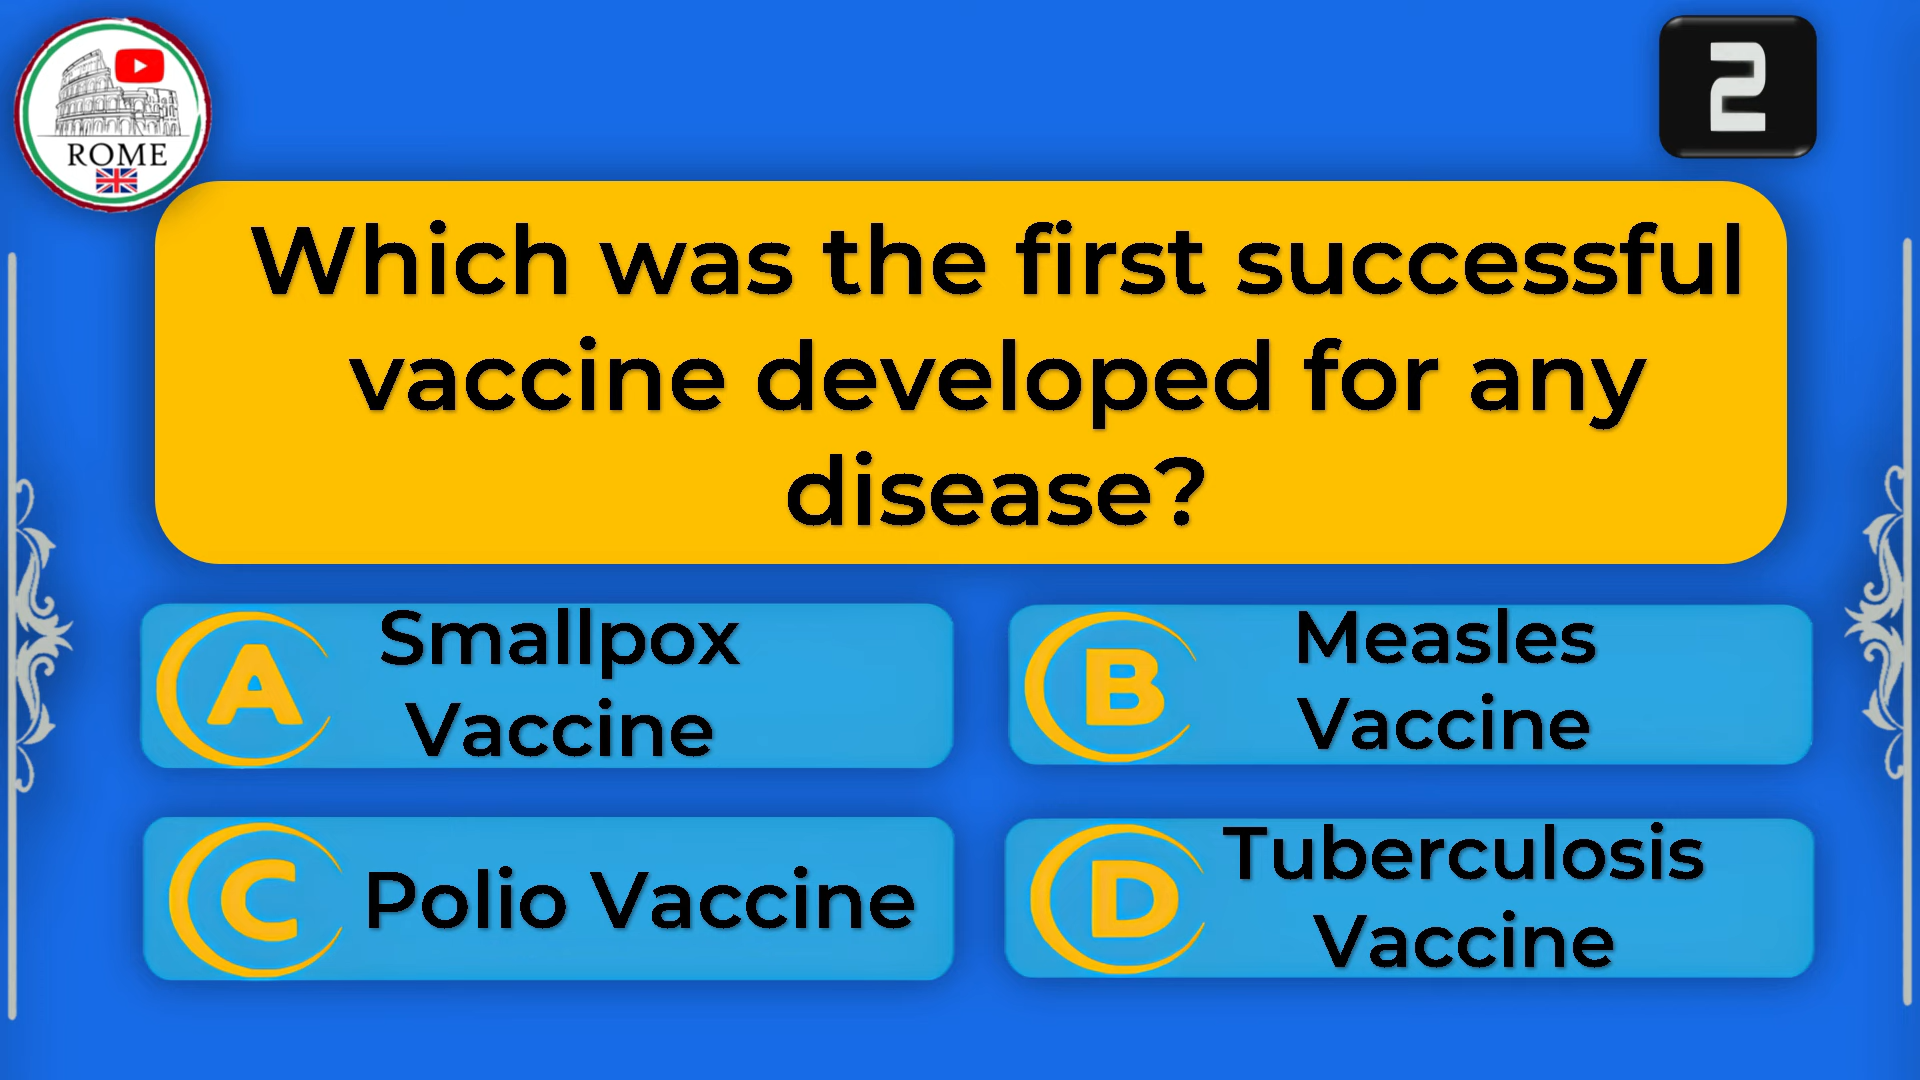 ROME
2
Which was the first successful
vaccine developed for any
disease?
A
Smallpox
Vaccine
B
Measles
Vaccine
C
Polio Vaccine
D
Tuberculosis
Vaccine